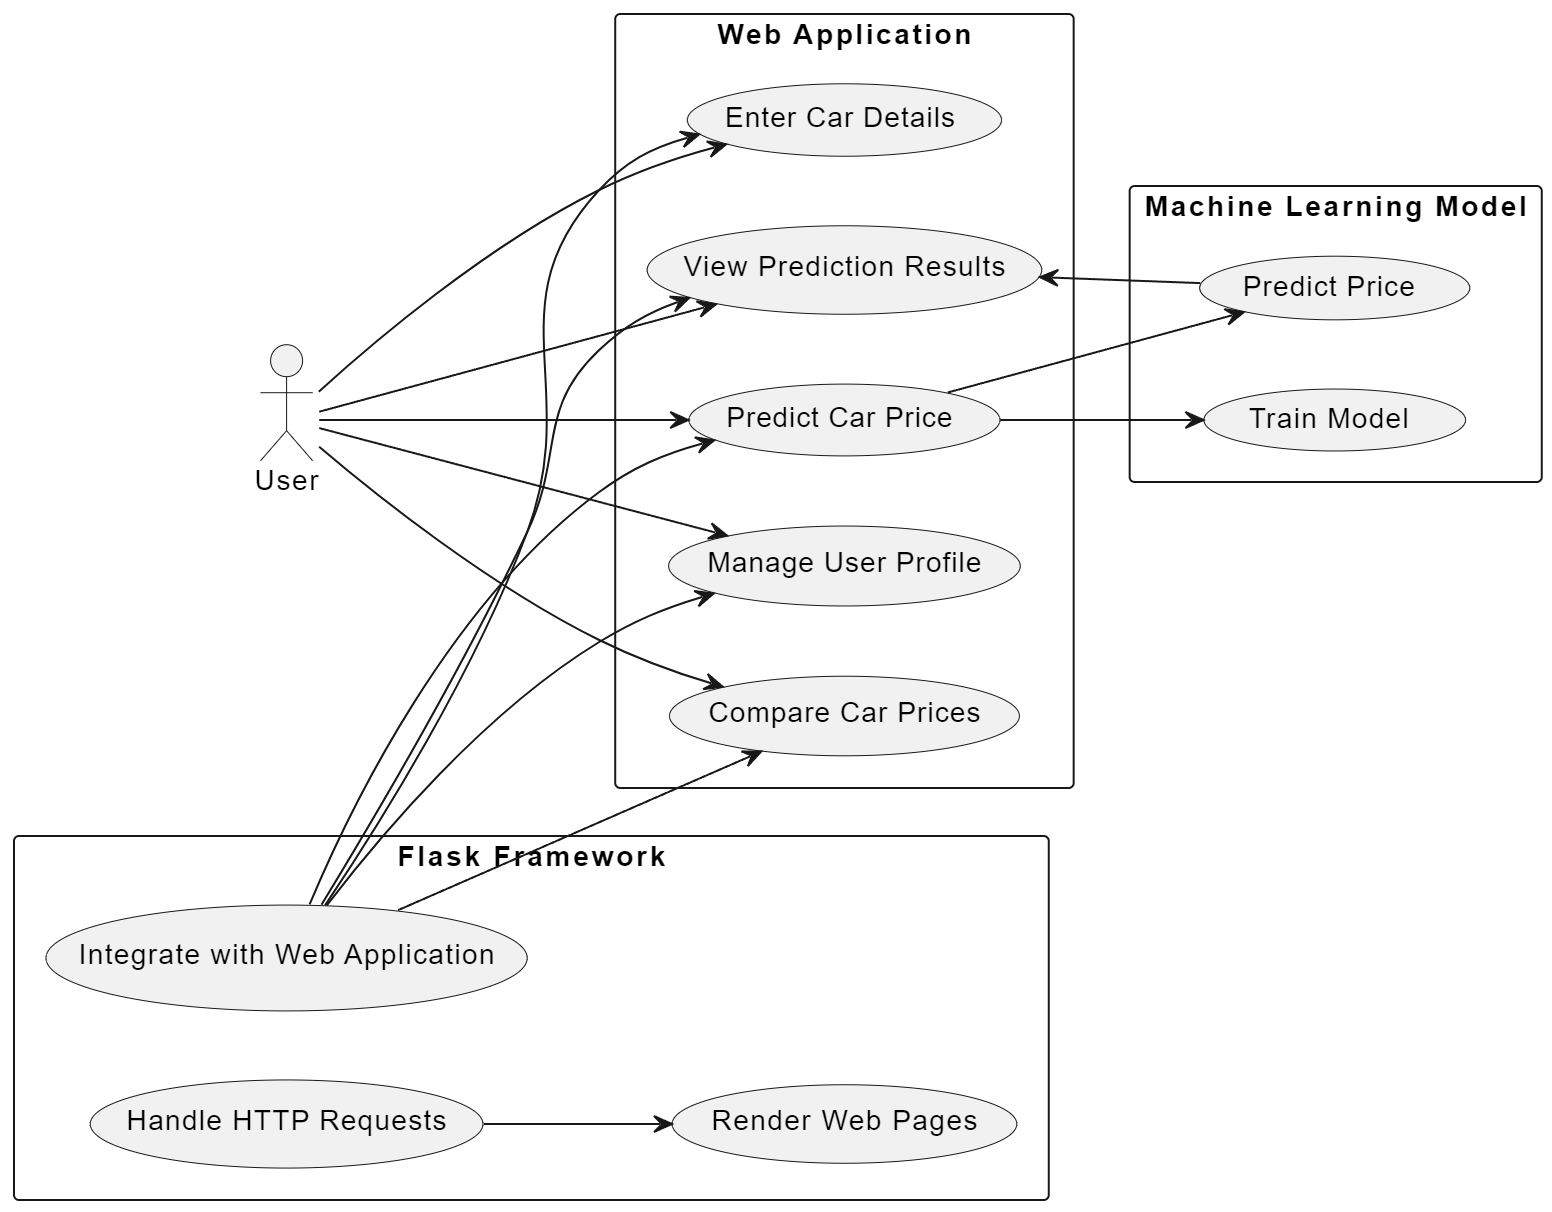 Web Application
Enter Car Details
View Prediction Results
Predict Car Price
Manage User Profile
Compare Car Prices
Machine Learning Model
Predict Price
Train Model
User
Flask Framework
Integrate with Web Application
Handle HTTP Requests
Render Web Pages